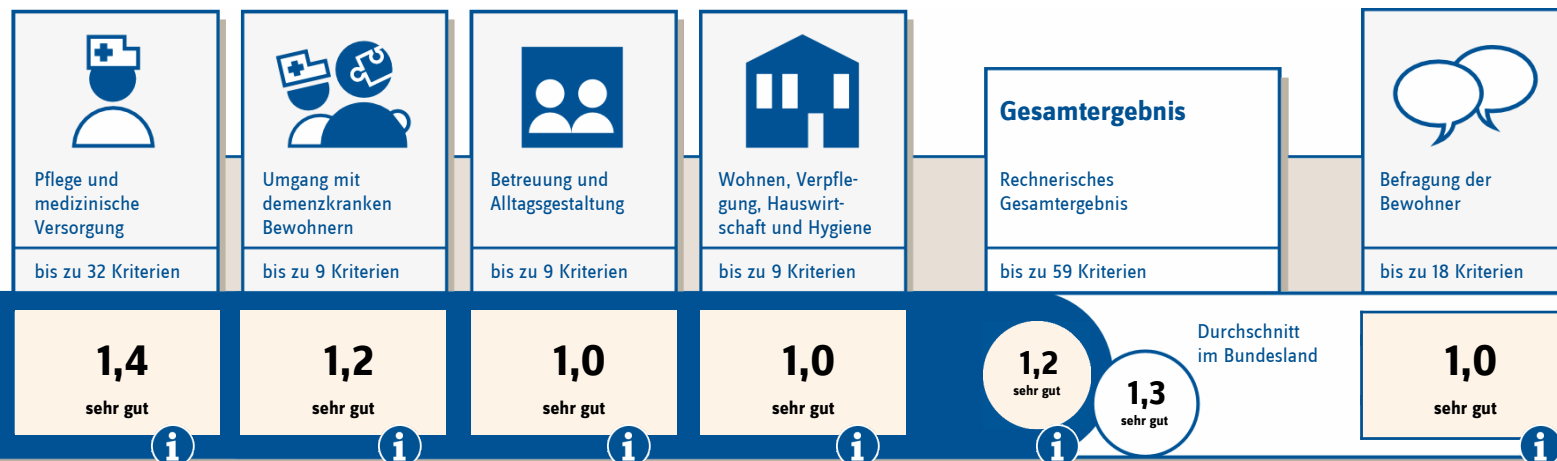 Pflege und
medizinische
Versorgung
bis zu 32 Kriterien
1,4
sehr gut
Umgang mit
demenzkranken
Bewohnern
bis zu 9 Kriterien
1,2
sehr gut
Betreuung und
Alltagsgestaltung
bis zu 9 Kriterien
1,0
sehr gut
Wohnen, Verpfle-
gung, Hauswirt-
schaft und Hygiene
bis zu 9 Kriterien
1,0
sehr gut
Gesamtergebnis
Rechnerisches
Gesamtergebnis
bis zu 59 Kriterien
1,2
sehr gut
Durchschnitt
im Bundesland
1,3
sehr gut
Befragung der
Bewohner
bis zu 18 Kriterien
1,0
sehr gut